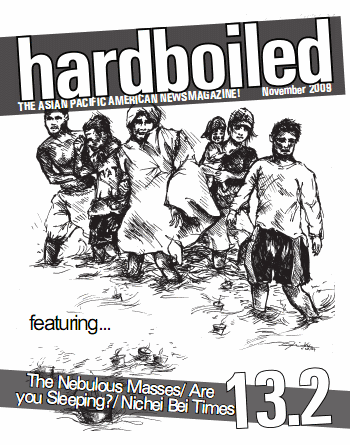 hardboiled
THE ASIAN PACIFIC AMERICAN NEWSMAGAZINE!
November 2009
featuring...
The Nebulous Masses/ Are
you Sleeping?/ Nichei Bei Times
13.2